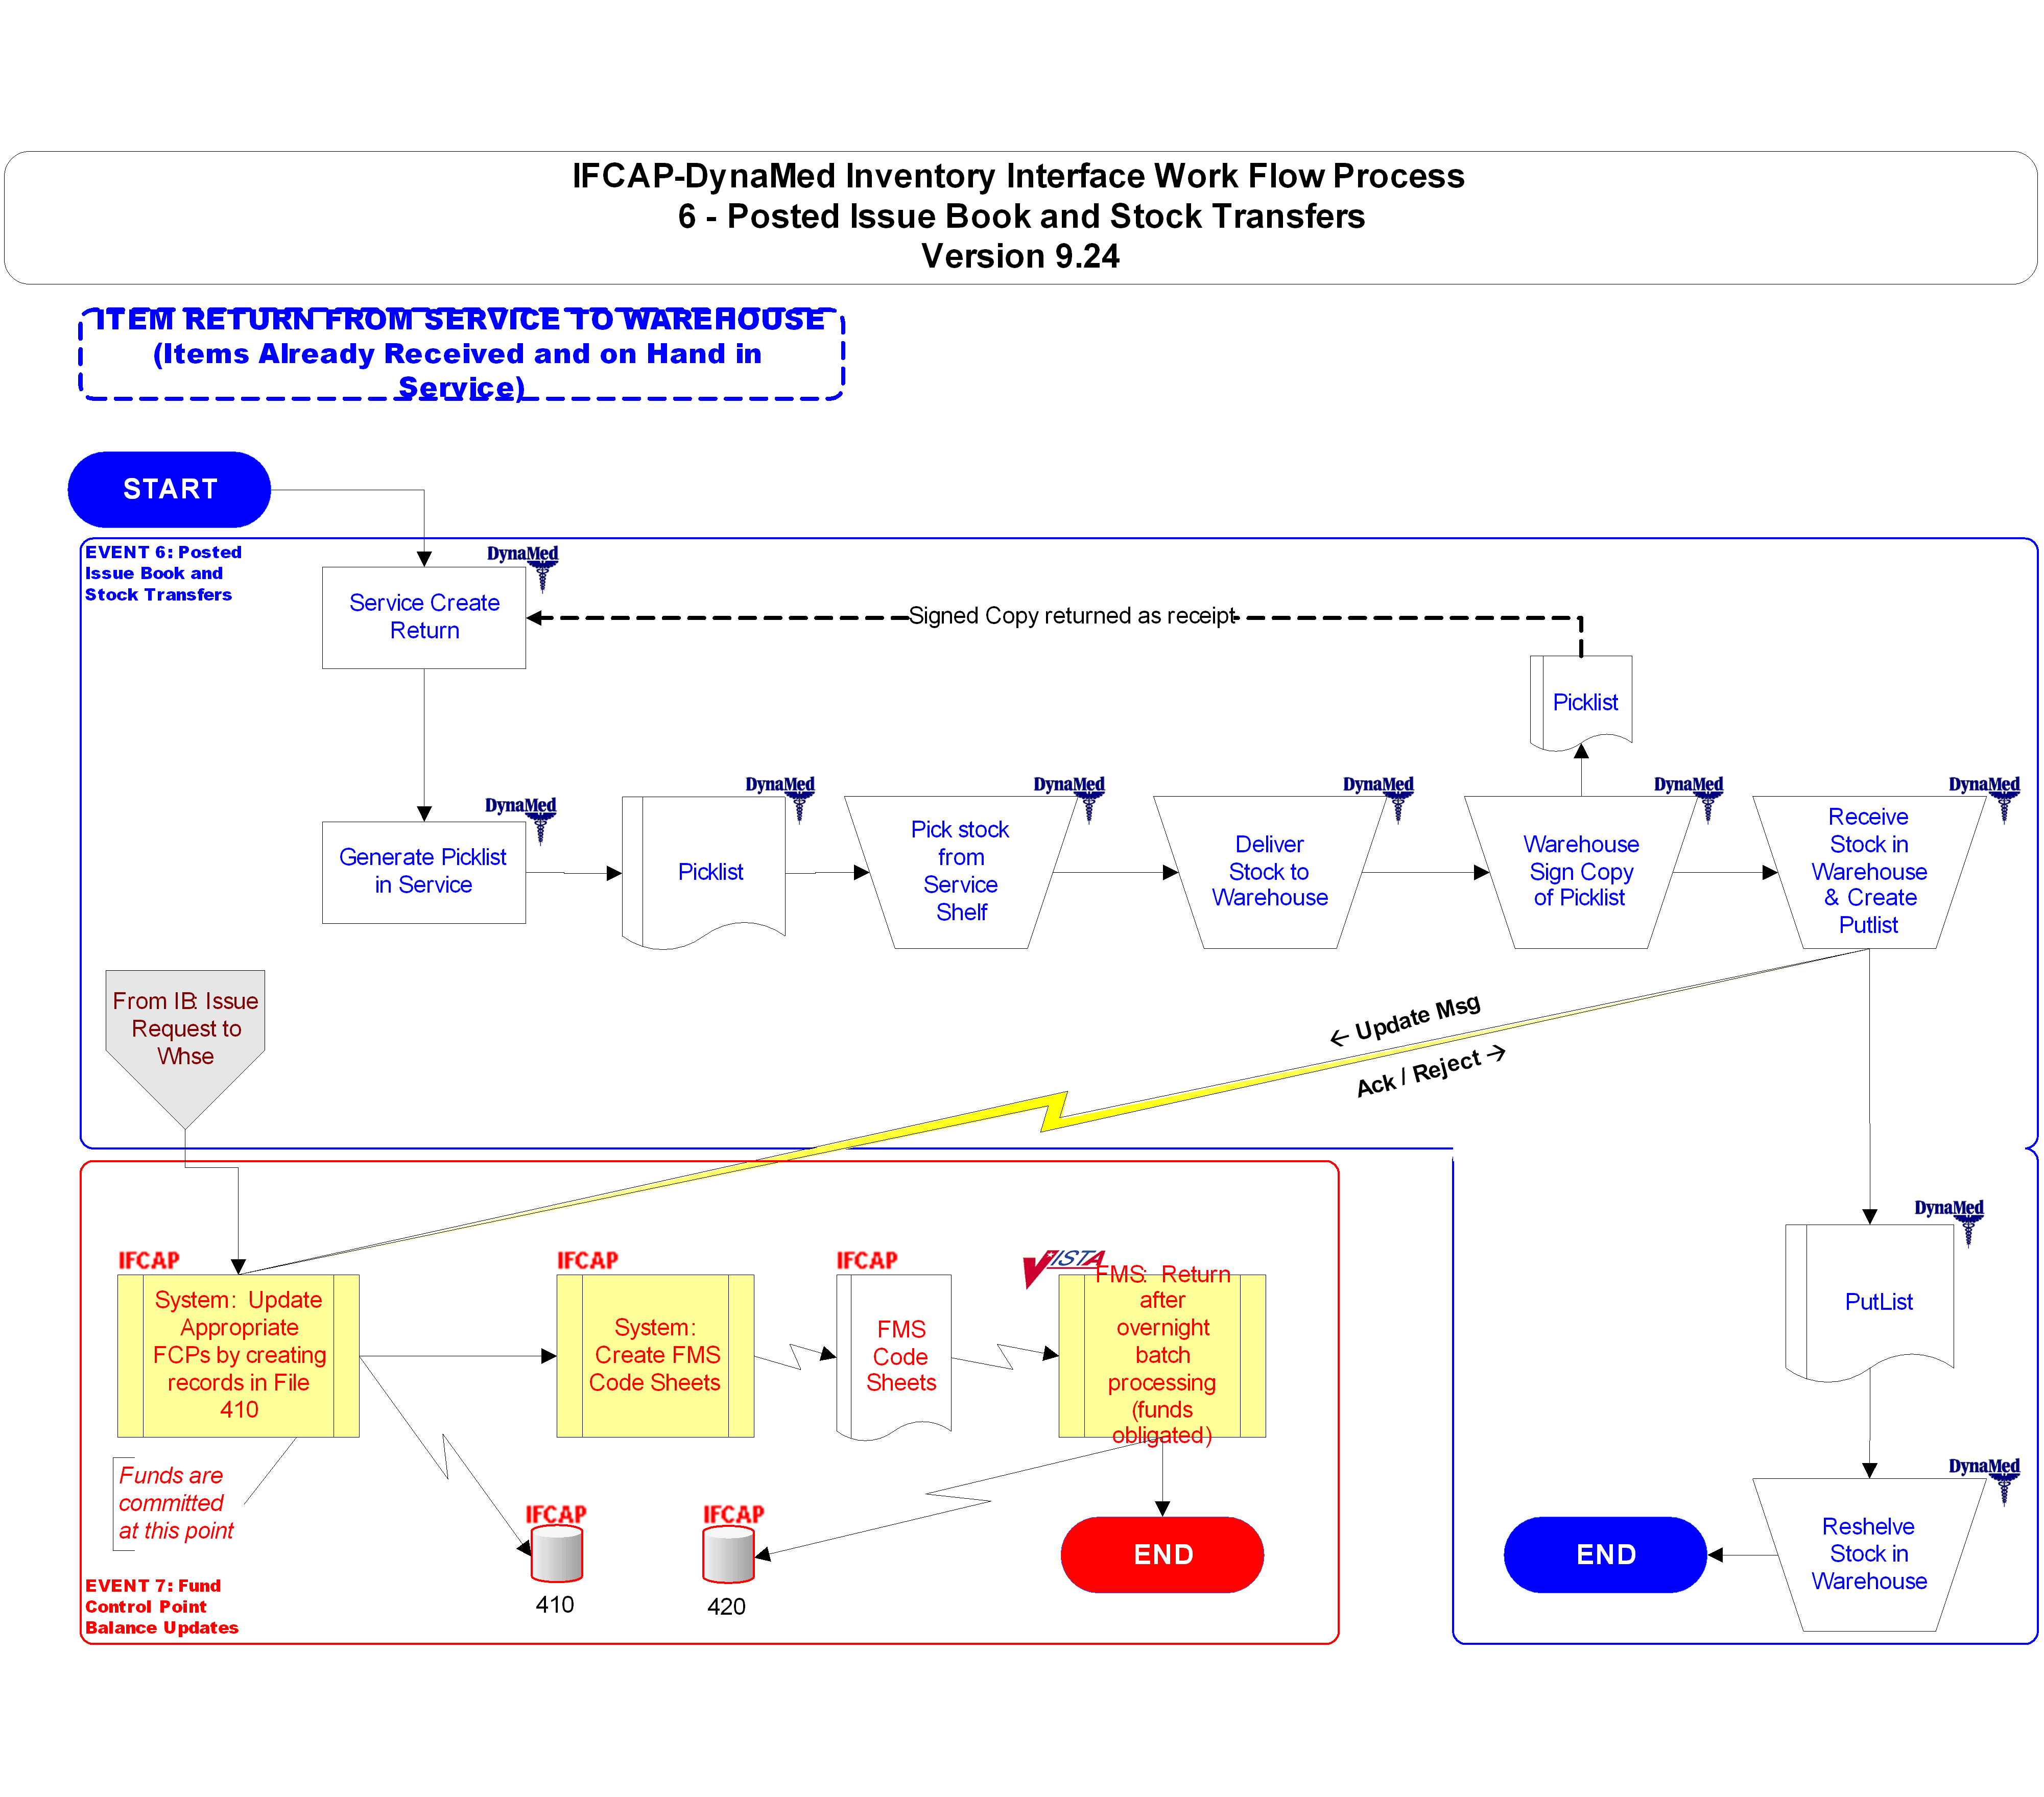 IFCAP-DynaMed Inventory Interface Work Flow Process
6 - Posted Issue Book and Stock Transfers
Version 9.24
ITEM RETURN FROM SERVICE TO WAREHOUSE
(Items Already Received and on Hand in
Service)
START
EVENT 6: Posted
Issue Book and
Stock Transfers
DynaMed
Service Create
Return
Signed Copy returned as receipt
Picklist
DynaMed
Generate Picklist
in Service
DynaMed
Picklist
DynaMed
Pick stock
from
Service
Shelf
DynaMed
Deliver
Stock to
Warehouse
DynaMed
Warehouse
Sign Copy
of Picklist
DynaMed
Receive
Stock in
Warehouse
& Create
Putlist
From IB: Issue
Request to
Whse
← Update Msg
Ack / Reject →
IFCAP
System: Update
Appropriate
FCPs by creating
records in File
410
IFCAP
System:
Create FMS
Code Sheets
IFCAP
FMS
Code
Sheets
VISTA
FMS: Return
after
overnight
batch
processing
(funds
obligated)
DynaMed
PutList
Funds are
committed
at this point
IFCAP
410
IFCAP
420
END
END
DynaMed
Reshelve
Stock in
Warehouse
EVENT 7: Fund
Control Point
Balance Updates